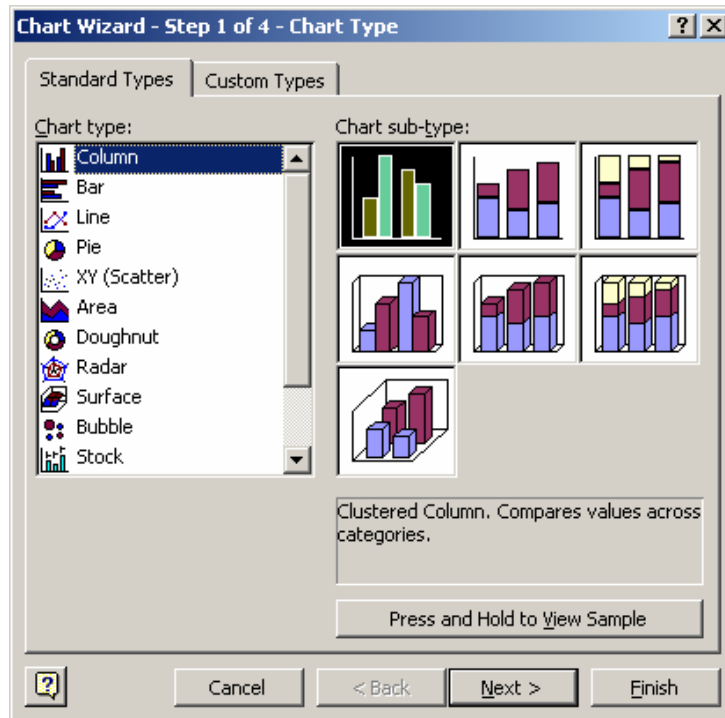 Chart Wizard - Step 1 of 4 - Chart Type
Standard Types
Custom Types
Chart type:
Column
Bar
Line
Pie
XY (Scatter)
Area
Doughnut
Radar
Surface
Bubble
Stock
Chart sub-type:
Clustered Column. Compares values across
categories.
Press and Hold to View Sample
Cancel
< Back
Next >
Finish